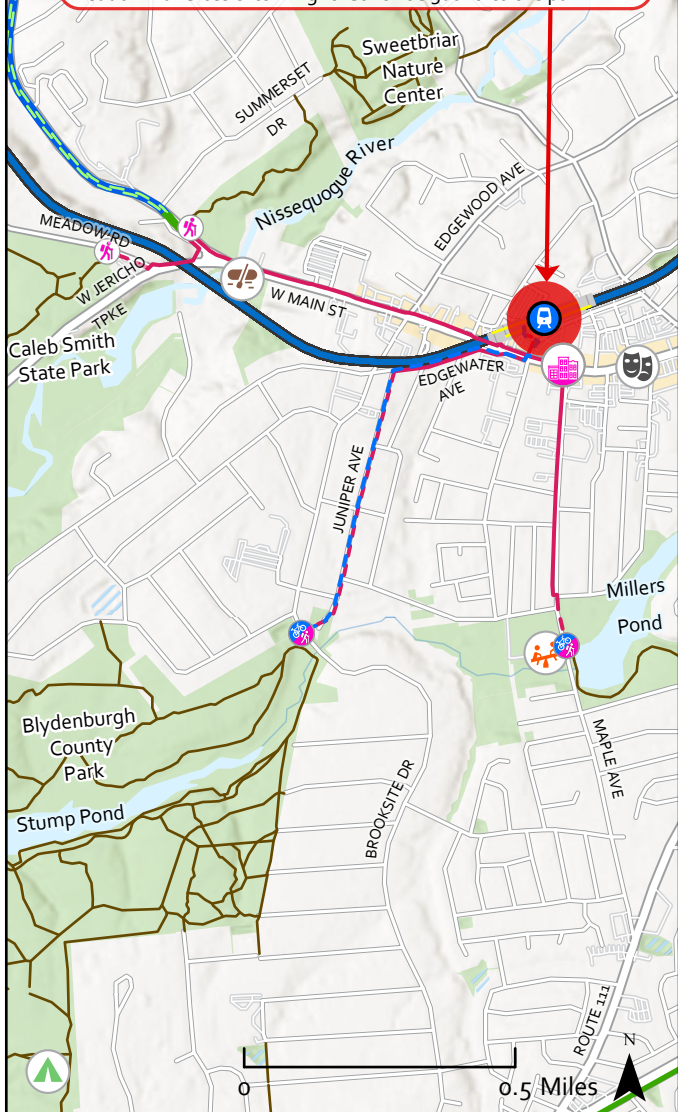 Sweetbriar
Nature
Center
SUMMERSET
DR
Nissequogue River
EDGEWOOD AVE
MEADOW RD
W JERICHO
TPKE
W MAIN ST
Caleb Smith
State Park
EDGEWATER
AVE
JUNIPER AVE
Millers
Pond
Blydenburgh
County
Park
MAPLE AVE
Stump Pond
BROOKSITE DR
ROUTE 111
N
0
0.5 Miles